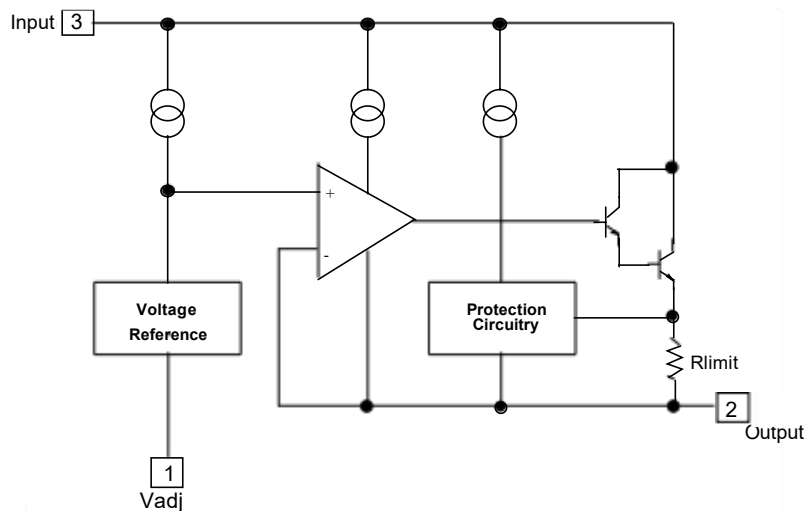 Input 3
+
-
Voltage
Reference
Protection
Circuitry
Rlimit
2
Output
1
Vadj